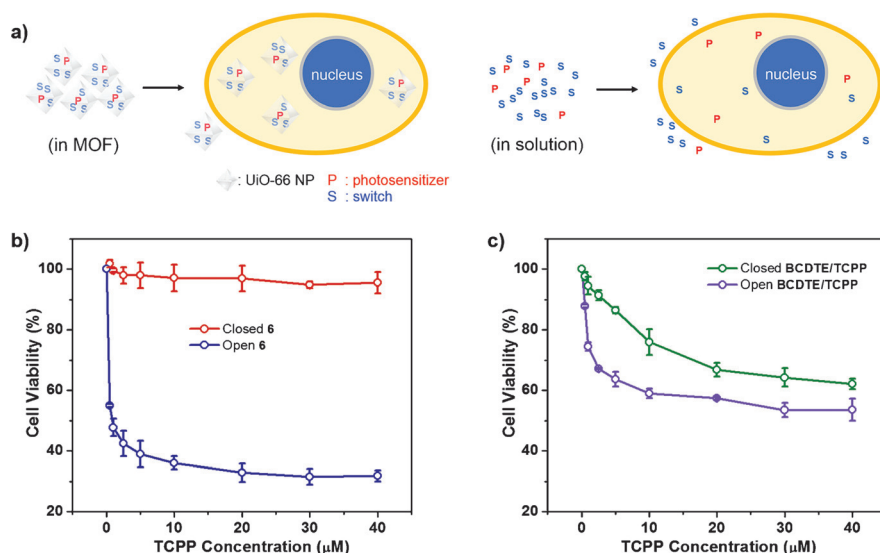 a)
S P S S P S P S S P S S P S S P S
(in MOF)
S P S S S P S S P S S P S S P S S P S S
nucleus
: UiO-66 NP
P : photosensitizer
S : switch
(in solution)
nucleus
b)
Cell Viability (%)
100
80
60
40
20
Closed 6
Open 6
0 10 20 30 40
TCPP Concentration (µM)
c)
Cell Viability (%)
100
80
60
40
20
Closed BCDTE/TCPP
Open BCDTE/TCPP
0 10 20 30 40
TCPP Concentration (µM)